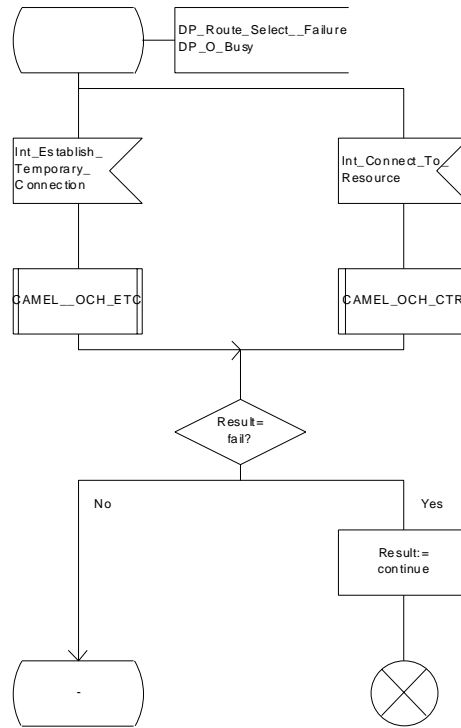 DP_Route_Select__Failure
DP_O_Busy
Int_Establish_
Temporary_
Connection
Int_Connect_To_
Resource
CAMEL__OCH_ETC
CAMEL_OCH_CTR
Result=
fail?
No
Yes
Result:=
continue
-